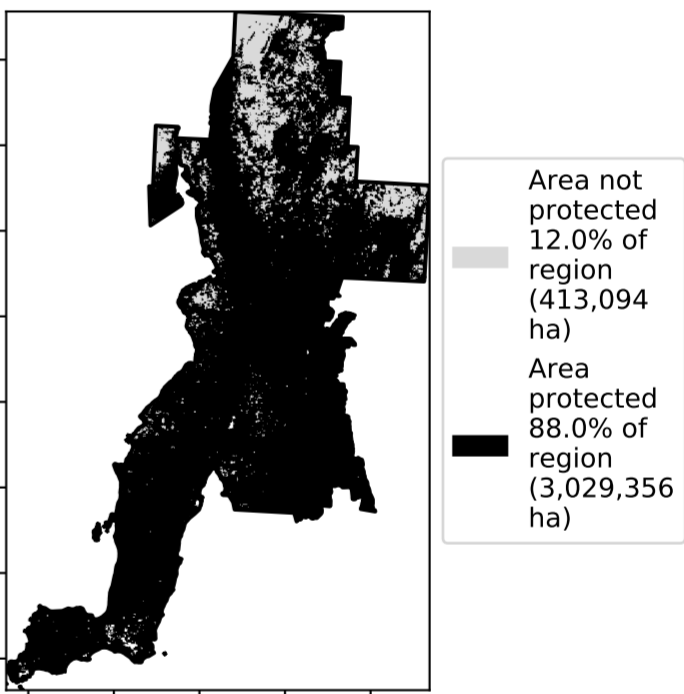 Area not
protected
12.0% of
region
(413,094
ha)
Area
protected
88.0% of
region
(3,029,356
ha)